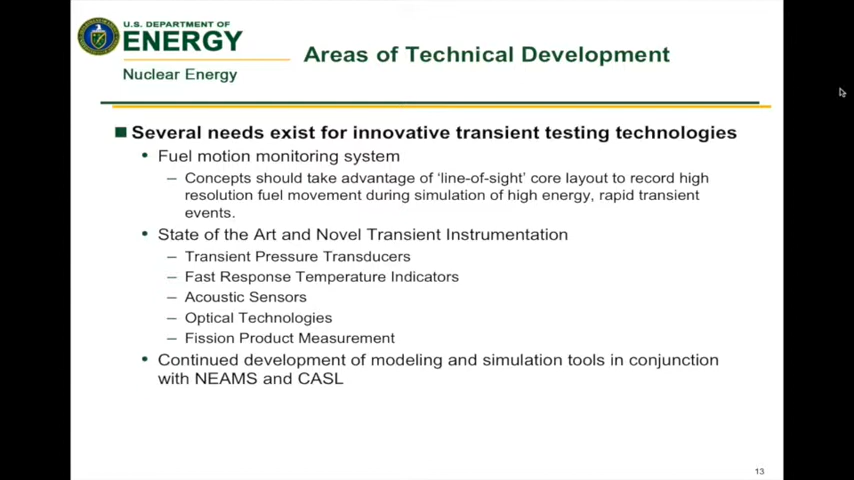 U.S. DEPARTMENT OF
ENERGY
Nuclear Energy
Areas of Technical Development
Several needs exist for innovative transient testing technologies
• Fuel motion monitoring system
– Concepts should take advantage of ‘line-of-sight’ core layout to record high
resolution fuel movement during simulation of high energy, rapid transient
events.
• State of the Art and Novel Transient Instrumentation
– Transient Pressure Transducers
– Fast Response Temperature Indicators
– Acoustic Sensors
– Optical Technologies
– Fission Product Measurement
• Continued development of modeling and simulation tools in conjunction
with NEAMS and CASL
13